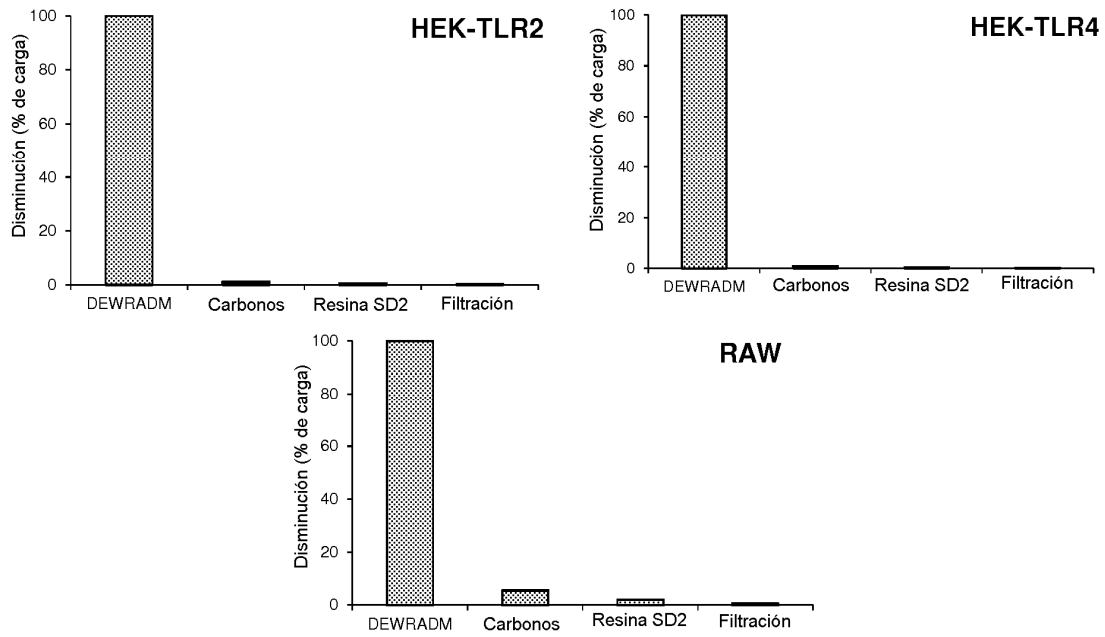 HEK-TLR2
Disminución (% de carga)
100
80
60
40
20
0
DEWRADM
Carbonos
Resina SD2
Filtración
HEK-TLR4
Disminución (% de carga)
100
80
60
40
20
0
DEWRADM
Carbonos
Resina SD2
Filtración
RAW
Disminución (% de carga)
100
80
60
40
20
0
DEWRADM
Carbonos
Resina SD2
Filtración